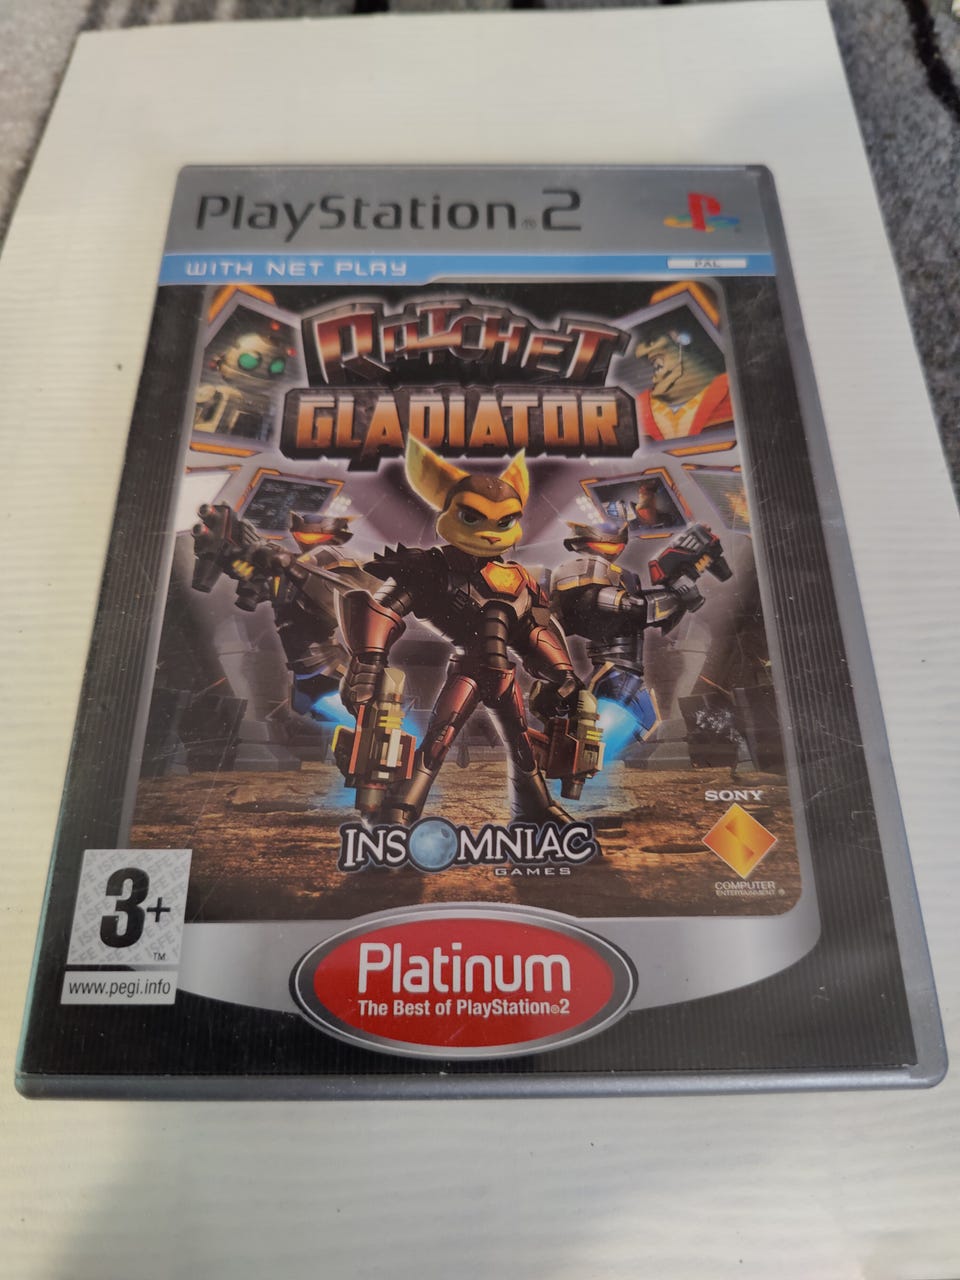 PlayStation®2
WITH NET PLAY
PAL
RATCHET
GLADIATOR
INSOMNIAC
GAMES
SONY
COMPUTER
ENTERTAINMENT ®
3+
TM
www.pegi.info
Platinum
The Best of PlayStation®2